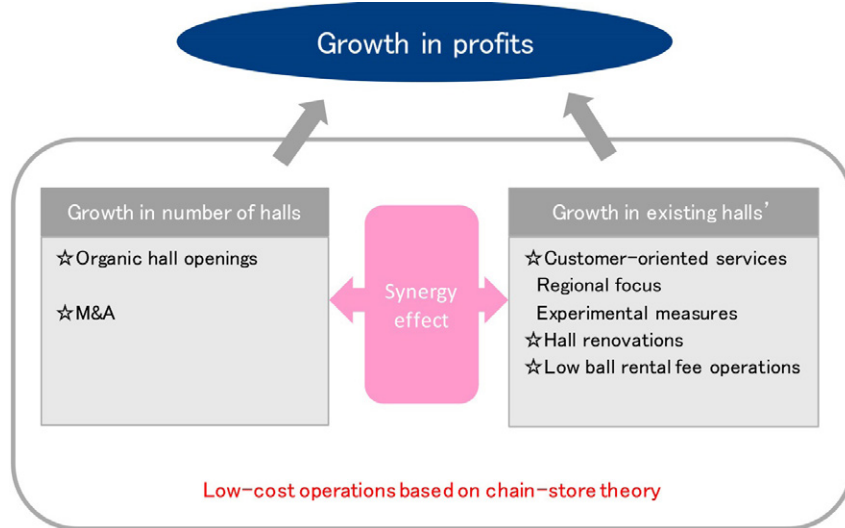 Growth in profits
Growth in number of halls
☆Organic hall openings
☆M&A
Synergy
effect
Growth in existing halls’
☆Customer-oriented services
Regional focus
Experimental measures
☆Hall renovations
☆Low ball rental fee operations
Low-cost operations based on chain-store theory